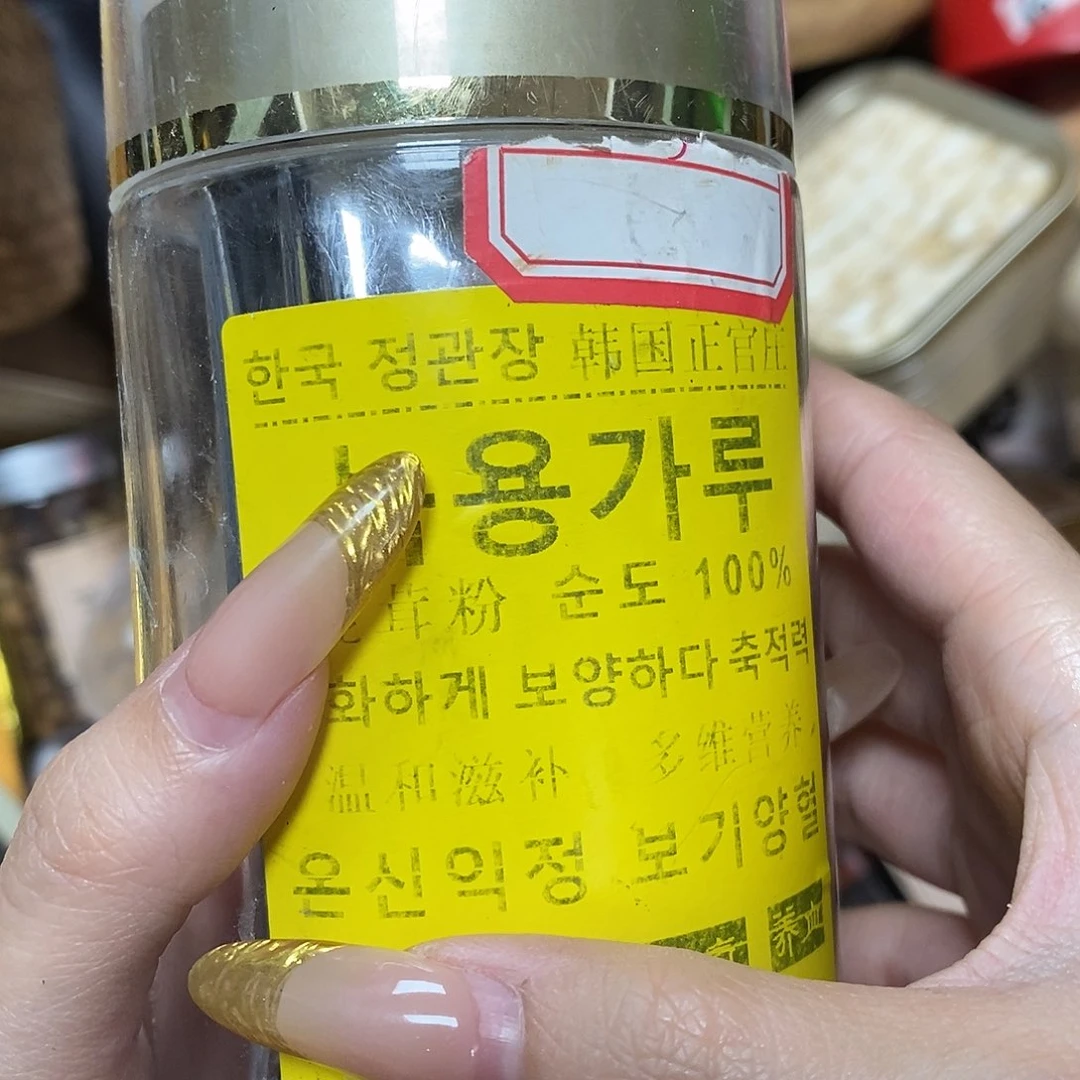 한국 정관장 韩国正官庄
용가루
茸粉 순도 100%
화하게 보양하다 축적력
温和滋补 多维营养
온신익정 보기양혈
养血